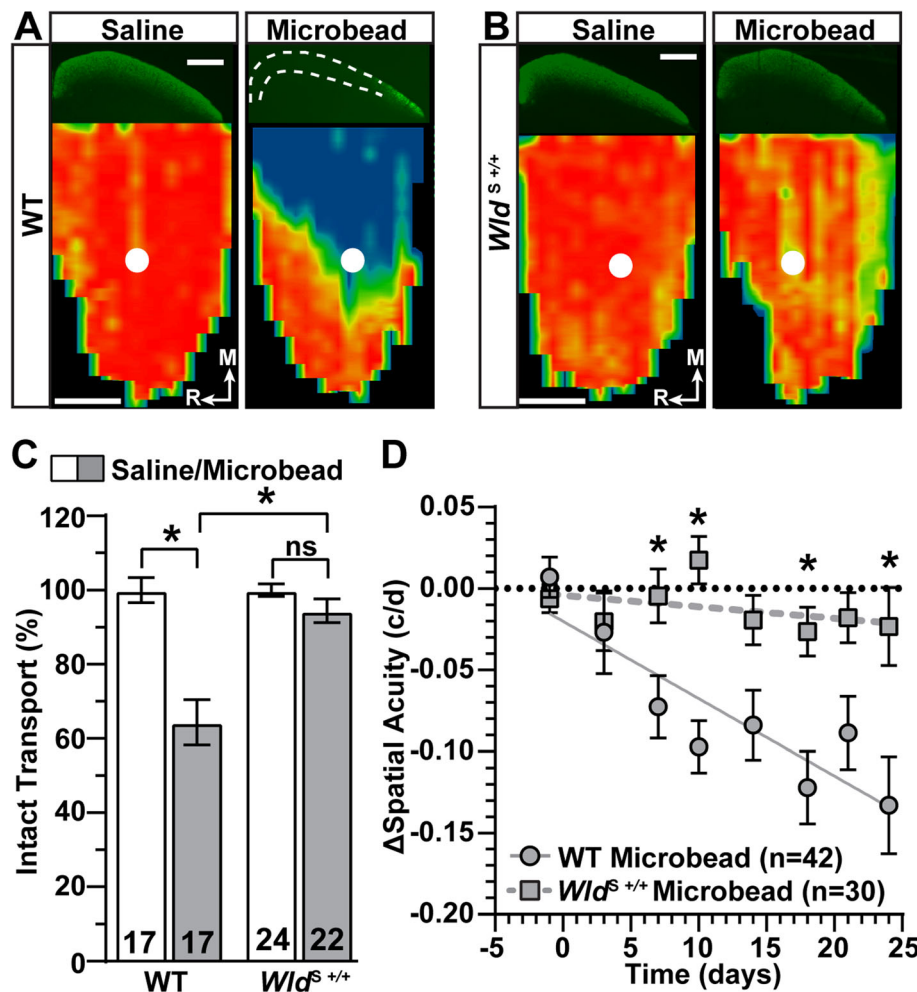 A
Saline
Microbead
WT
M
R
B
Saline
Microbead
Wld S +/+
M
R
C
Saline/Microbead
*
*
ns
Intact Transport (%)
120
100
80
60
40
20
0
17
17
24
22
WT
Wld S +/+
D
ΔSpatial Acuity (c/d)
0.05
0.00
-0.05
-0.10
-0.15
-0.20
*
*
*
*
WT Microbead (n=42)
Wld S +/+ Microbead (n=30)
-5 0 5 10 15 20 25
Time (days)